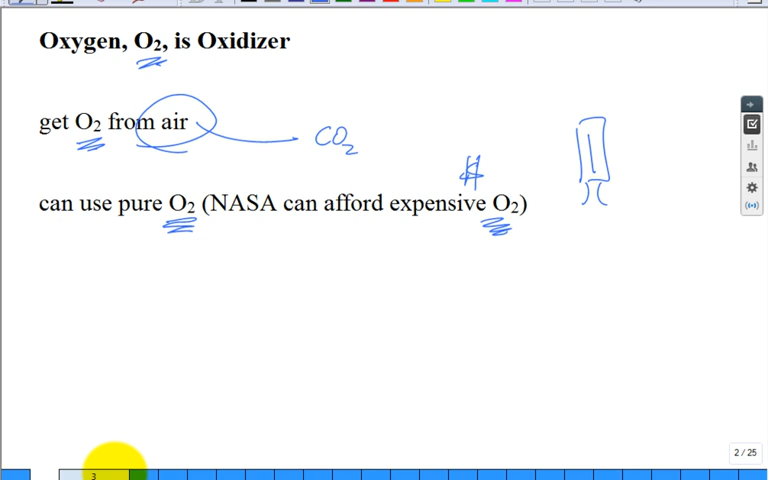 Oxygen, O₂, is Oxidizer
get O₂ from air
CO₂
$
can use pure O₂ (NASA can afford expensive O₂)
2 / 25
3